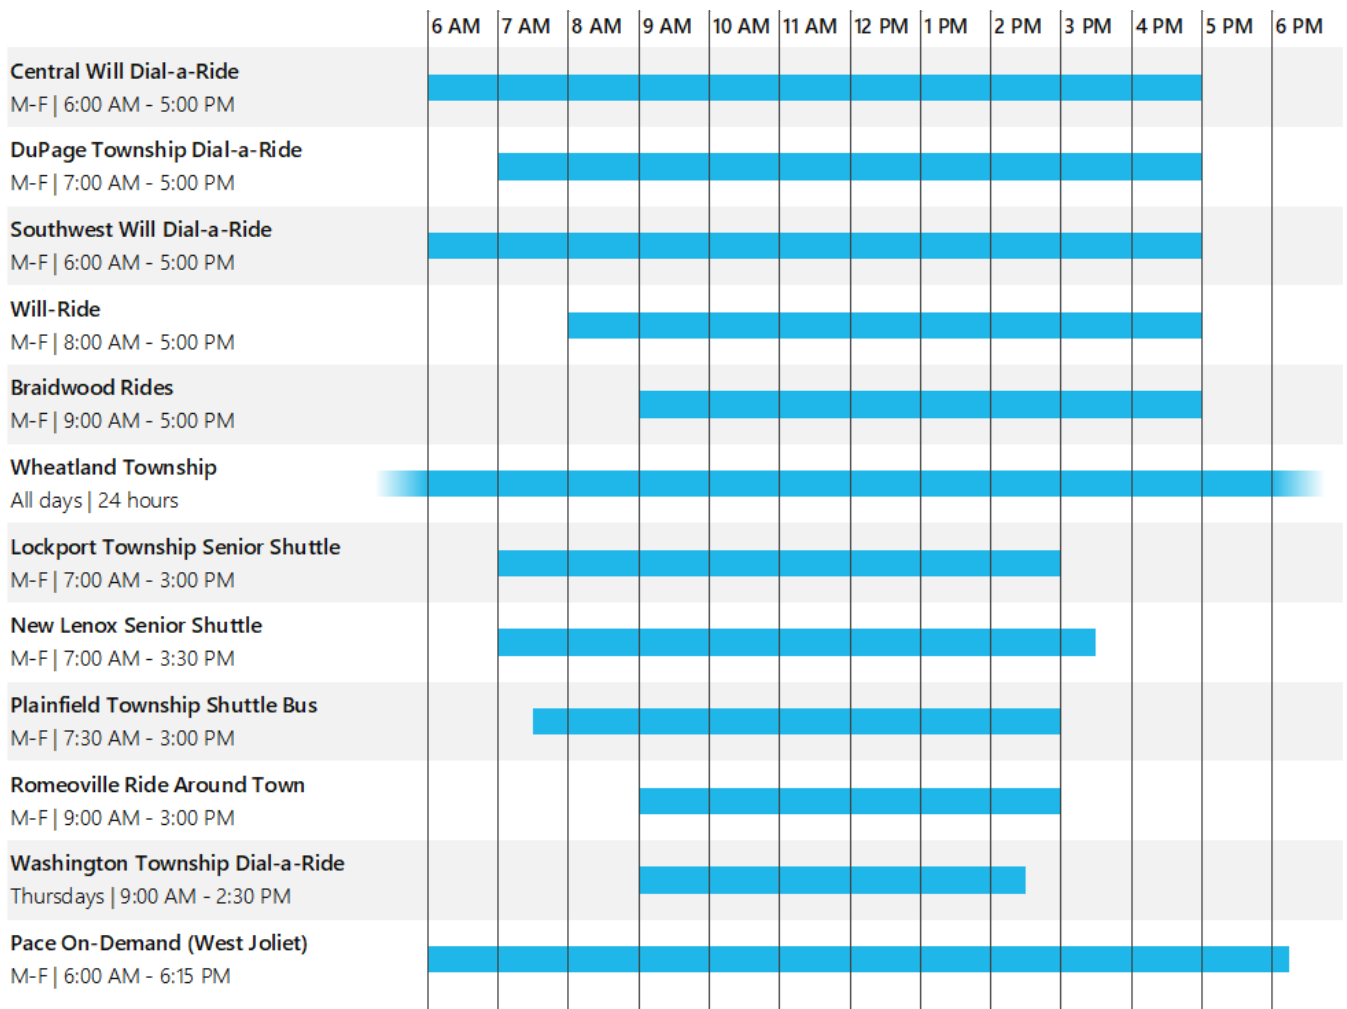 6 AM 7 AM 8 AM 9 AM 10 AM 11 AM 12 PM 1 PM 2 PM 3 PM 4 PM 5 PM 6 PM
Central Will Dial-a-Ride
M-F | 6:00 AM - 5:00 PM
DuPage Township Dial-a-Ride
M-F | 7:00 AM - 5:00 PM
Southwest Will Dial-a-Ride
M-F | 6:00 AM - 5:00 PM
Will-Ride
M-F | 8:00 AM - 5:00 PM
Braidwood Rides
M-F | 9:00 AM - 5:00 PM
Wheatland Township
All days | 24 hours
Lockport Township Senior Shuttle
M-F | 7:00 AM - 3:00 PM
New Lenox Senior Shuttle
M-F | 7:00 AM - 3:30 PM
Plainfield Township Shuttle Bus
M-F | 7:30 AM - 3:00 PM
Romeoville Ride Around Town
M-F | 9:00 AM - 3:00 PM
Washington Township Dial-a-Ride
Thursdays | 9:00 AM - 2:30 PM
Pace On-Demand (West Joliet)
M-F | 6:00 AM - 6:15 PM